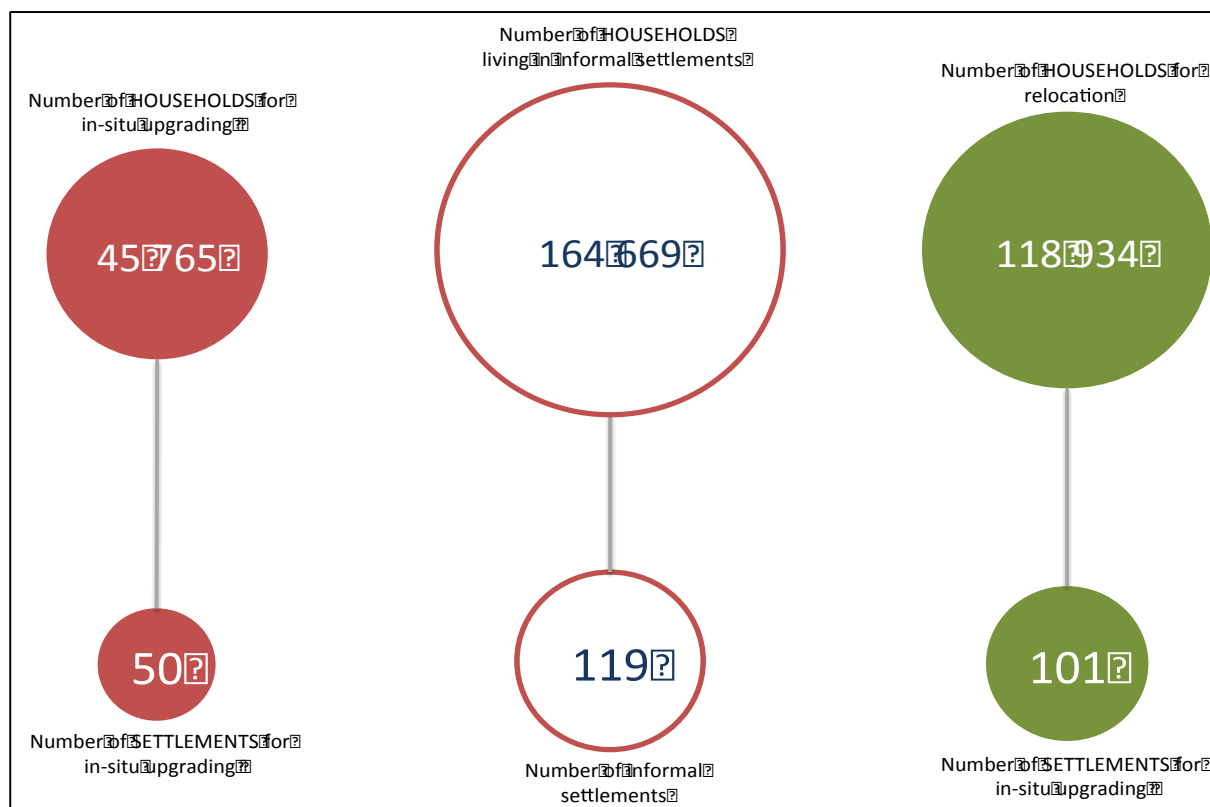 Number of HOUSEHOLDS for
in-situ upgrading
45 765
50
Number of SETTLEMENTS for
in-situ upgrading
Number of HOUSEHOLDS
living in informal settlements
164 669
119
Number of informal
settlements
Number of HOUSEHOLDS for
relocation
118 934
101
Number of SETTLEMENTS for
in-situ upgrading